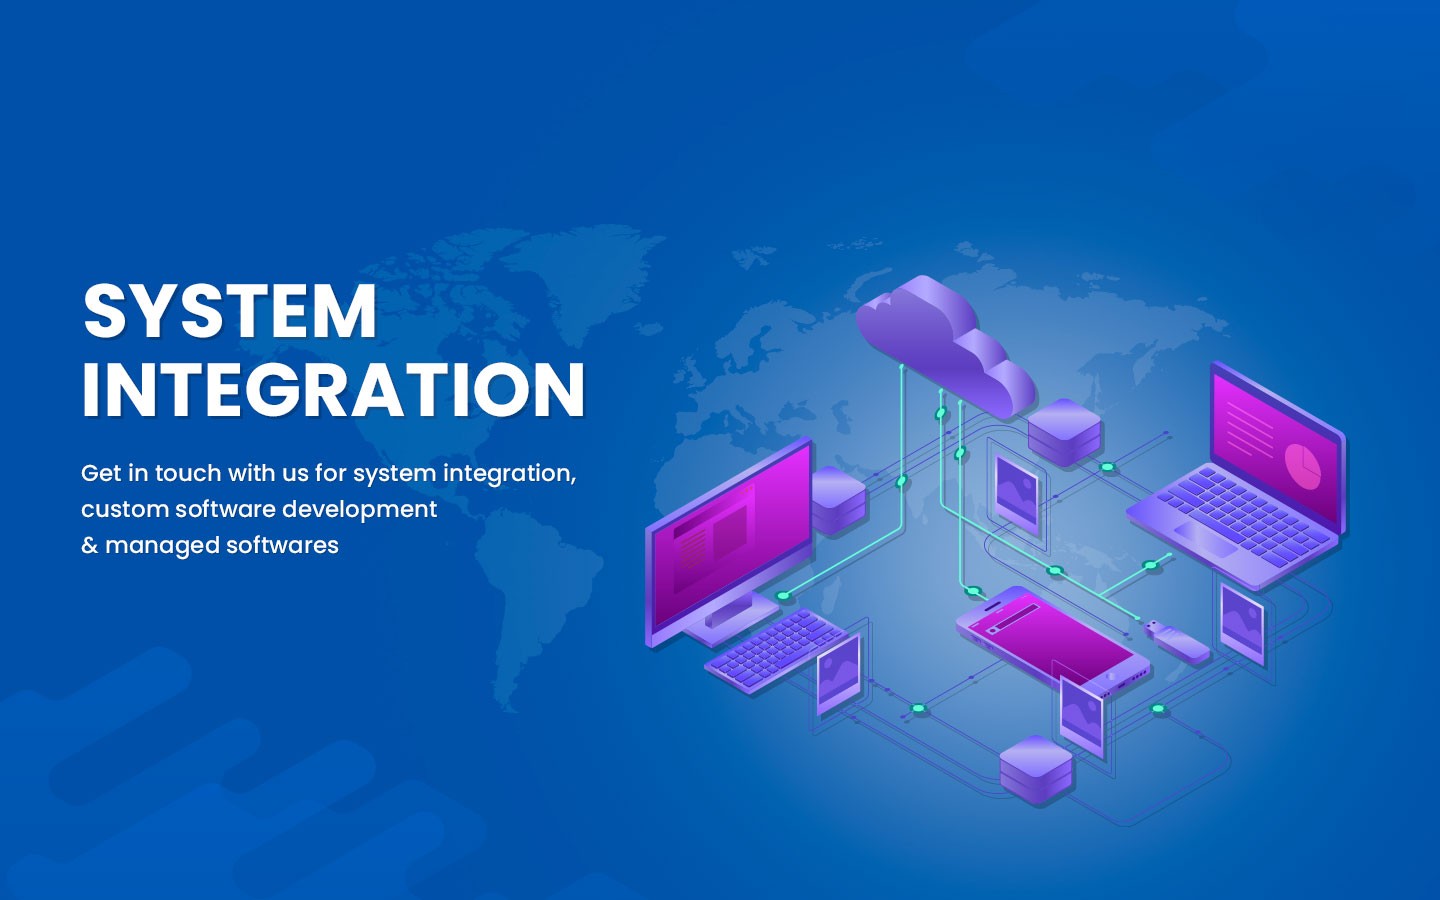 SYSTEM
INTEGRATION
Get in touch with us for system integration,
custom software development
& managed softwares